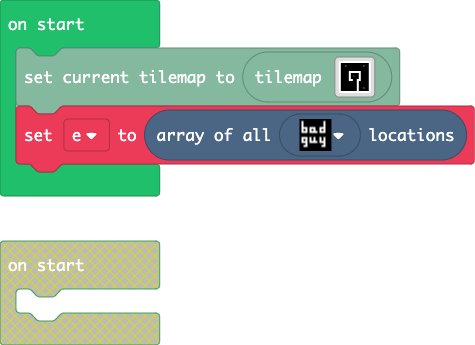 on start
set current tilemap to tilemap
set e to array of all bad guy locations
on start